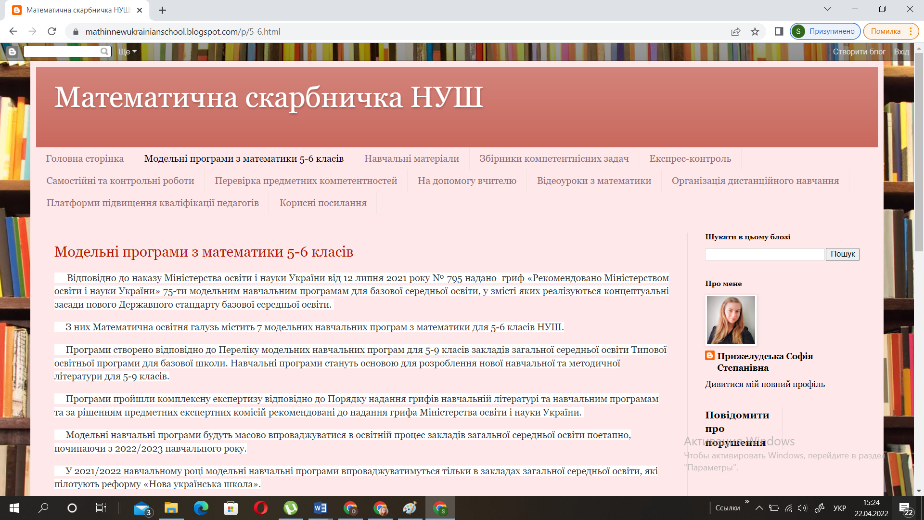 Математична скарбничка НУШ
mathinnewukrainianschool.blogspot.com/p/5-6.html
S
Призупинено
Помилка
Ще
Створити блог
Вхід
Математична скарбничка НУШ
Головна сторінка
Модельні програми з математики 5-6 класів
Навчальні матеріали
Збірники компетентнісних задач
Експрес-контроль
Самостійні та контрольні роботи
Перевірка предметних компетентностей
На допомогу вчителю
Відеоуроки з математики
Організація дистанційного навчання
Платформи підвищення кваліфікації педагогів
Корисні посилання
Модельні програми з математики 5-6 класів
Відповідно до наказу Міністерства освіти і науки України від 12 липня 2021 року № 795 надано гриф «Рекомендовано Міністерством
освіти і науки України» 75-ти модельним навчальним програмам для базової середньої освіти, у змісті яких реалізуються концептуальні
засади нового Державного стандарту базової середньої освіти.
З них Математична освітня галузь містить 7 модельних навчальних програм з математики для 5-6 класів НУШ.
Програми створено відповідно до Переліку модельних навчальних програм для 5-9 класів закладів загальної середньої освіти Типової
освітньої програми для базової школи. Навчальні програми стануть основою для розроблення нової навчальної та методичної
літератури для 5-9 класів.
Програми пройшли комплексну експертизу відповідно до Порядку надання грифів навчальній літературі та навчальним програмам
та за рішенням предметних експертних комісій рекомендовані до надання грифа Міністерства освіти і науки України.
Модельні навчальні програми будуть масово впроваджуватися в освітній процес закладів загальної середньої освіти поетапно,
починаючи з 2022/2023 навчального року.
У 2021/2022 навчальному році модельні навчальні програми впроваджуватимуться тільки в закладах загальної середньої освіти, які
пілотують реформу «Нова українська школа».
Шукати в цьому блозі
Пошук
Про мене
Прижелудська Софія
Степанівна
Дивитися мій повний профіль
Повідомити
про
порушення
Активация Windows
Чтобы активировать Windows, перейдите в раздел
"Параметры".
3
Ссылки
»
УКР
15:24
22.04.2022
22